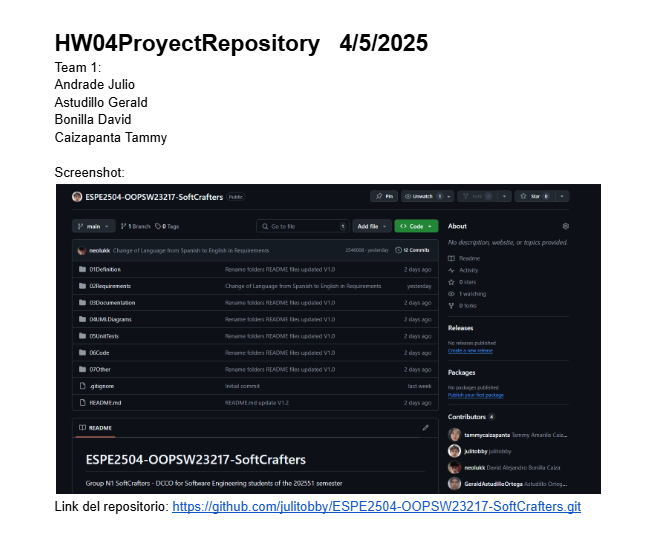 HW04ProyectRepository 4/5/2025
Team 1:
Andrade Julio
Astudillo Gerald
Bonilla David
Caizapanta Tammy
Screenshot:
ESPE2504-OOPSW23217-SoftCrafters Public
Pin Unwatch 1 Star 0
main 1 Branch 0 Tags Go to file t Add file Code
neolukk Change of Language from Spanish to English in Requirements yesterday 12 Commits
01Definition Rename folders README files updated V1.0 2 days ago
02Requirements Change of Language from Spanish to English in Requirements yesterday
03Documentation Rename folders README files updated V1.0 2 days ago
04UMLDiagrams Rename folders README files updated V1.0 2 days ago
05UnitTests Rename folders README files updated V1.0 2 days ago
06Code Rename folders README files updated V1.0 2 days ago
07Other Rename folders README files updated V1.0 2 days ago
.gitignore Initial commit last week
README.md README.md update V1.2 2 days ago
README
ESPE2504-OOPSW23217-SoftCrafters
Group N1 SoftCrafters - DCCO for Software Engineering students of the 202551 semester
About
No description, website, or topics provided.
Readme
Activity
0 stars
1 watching
0 forks
Releases
No releases published
Create a new release
Packages
No packages published
Publish your first package
Contributors 4
tammycaizapanta Tammy Amarilis Caiz...
julitobby julitobby
neolukk David Alejandro Bonilla Caiza
GeraldAstudilloOrtega Astudillo Orteg...
Link del repositorio: https://github.com/julitobby/ESPE2504-OOPSW23217-SoftCrafters.git